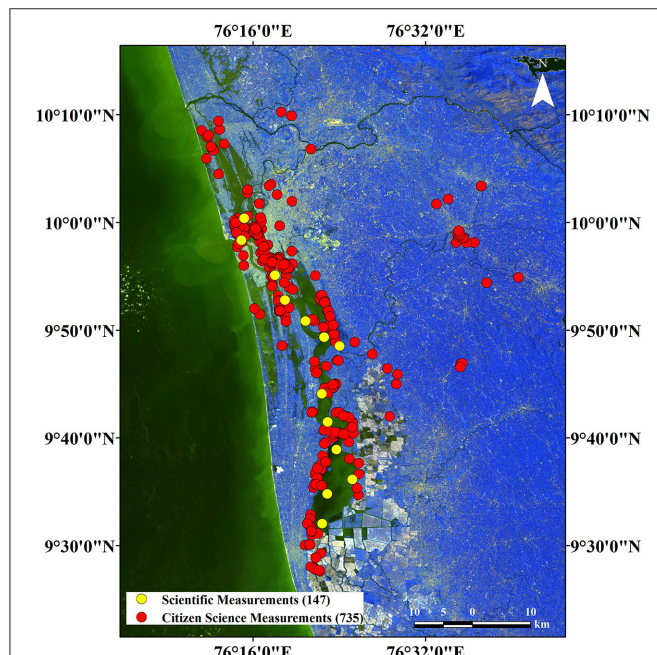 76°16'0"E 76°32'0"E
N
10°10'0"N 10°10'0"N
10°0'0"N 10°0'0"N
9°50'0"N 9°50'0"N
9°40'0"N 9°40'0"N
9°30'0"N 9°30'0"N
Scientific Measurements (147)
Citizen Science Measurements (735)
10 5 0 10
km
76°16'0"E 76°32'0"E